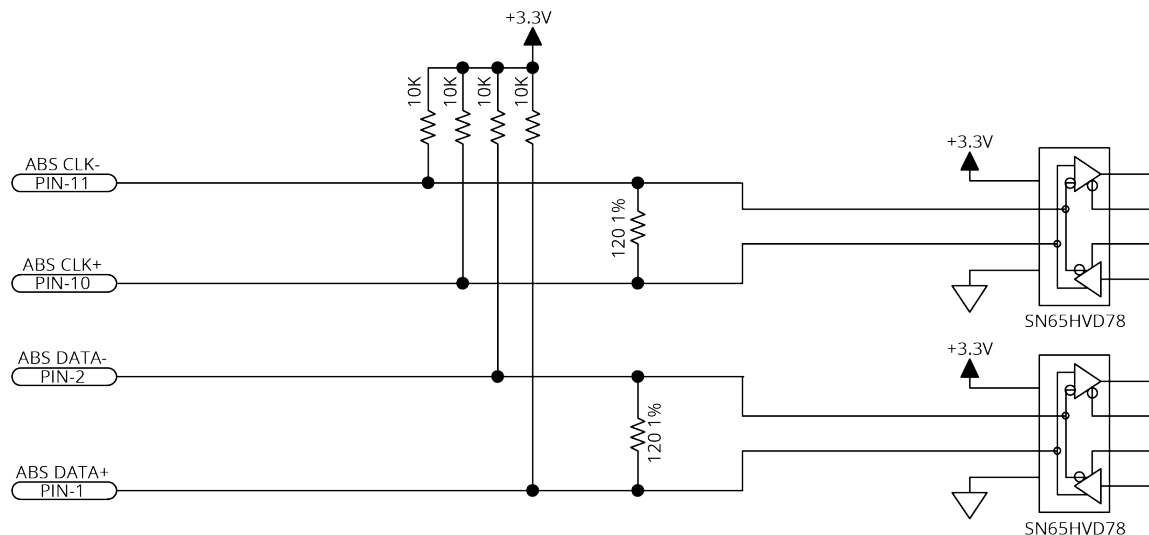 +3.3V
10K
10K
10K
10K
ABS CLK-
PIN-11
+3.3V
120 1%
ABS CLK+
PIN-10
SN65HVD78
ABS DATA-
PIN-2
+3.3V
120 1%
ABS DATA+
PIN-1
SN65HVD78